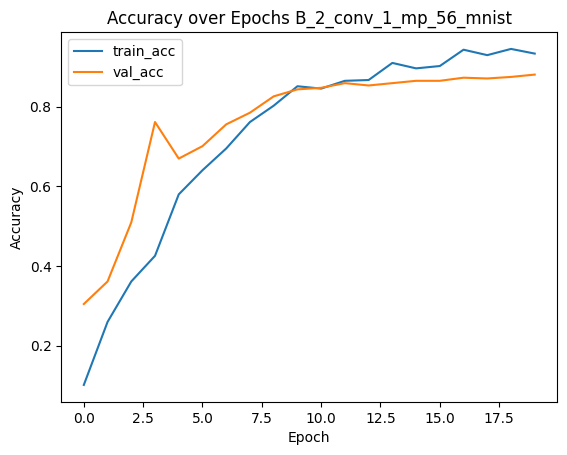 Accuracy over Epochs B_2_conv_1_mp_56_mnist
train_acc
val_acc
0.8
0.6
0.4
0.2
Accuracy
0.0 2.5 5.0 7.5 10.0 12.5 15.0 17.5
Epoch